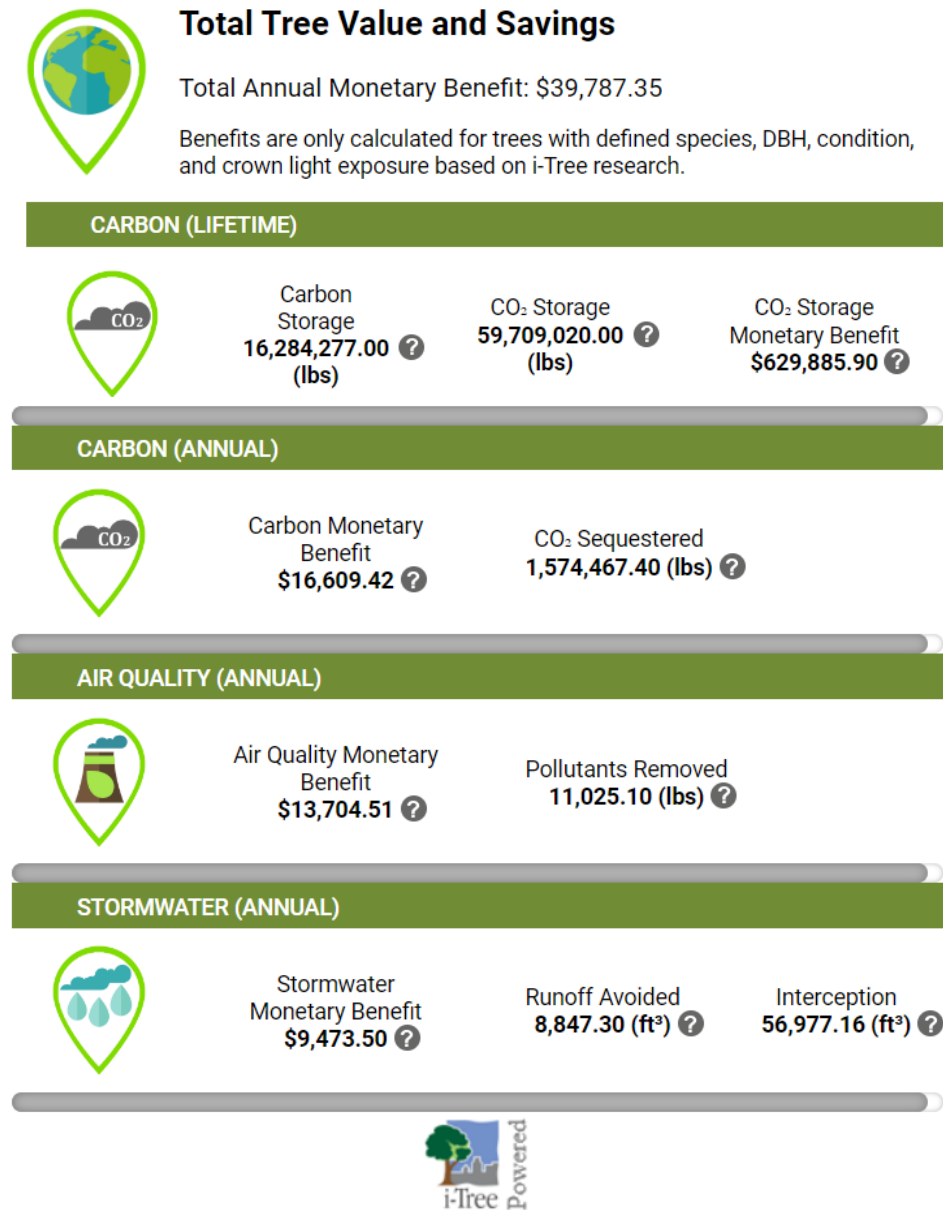 Total Tree Value and Savings
Total Annual Monetary Benefit: $39,787.35
Benefits are only calculated for trees with defined species, DBH, condition,
and crown light exposure based on i-Tree research.
CARBON (LIFETIME)
CO₂
Carbon
Storage
16,284,277.00 ?
(lbs)
CO₂ Storage
59,709,020.00 ?
(lbs)
CO₂ Storage
Monetary Benefit
$629,885.90 ?
CARBON (ANNUAL)
CO₂
Carbon Monetary
Benefit
$16,609.42 ?
CO₂ Sequestered
1,574,467.40 (lbs) ?
AIR QUALITY (ANNUAL)
Air Quality Monetary
Benefit
$13,704.51 ?
Pollutants Removed
11,025.10 (lbs) ?
STORMWATER (ANNUAL)
Stormwater
Monetary Benefit
$9,473.50 ?
Runoff Avoided
8,847.30 (ft³) ?
Interception
56,977.16 (ft³) ?
i-Tree
Powered